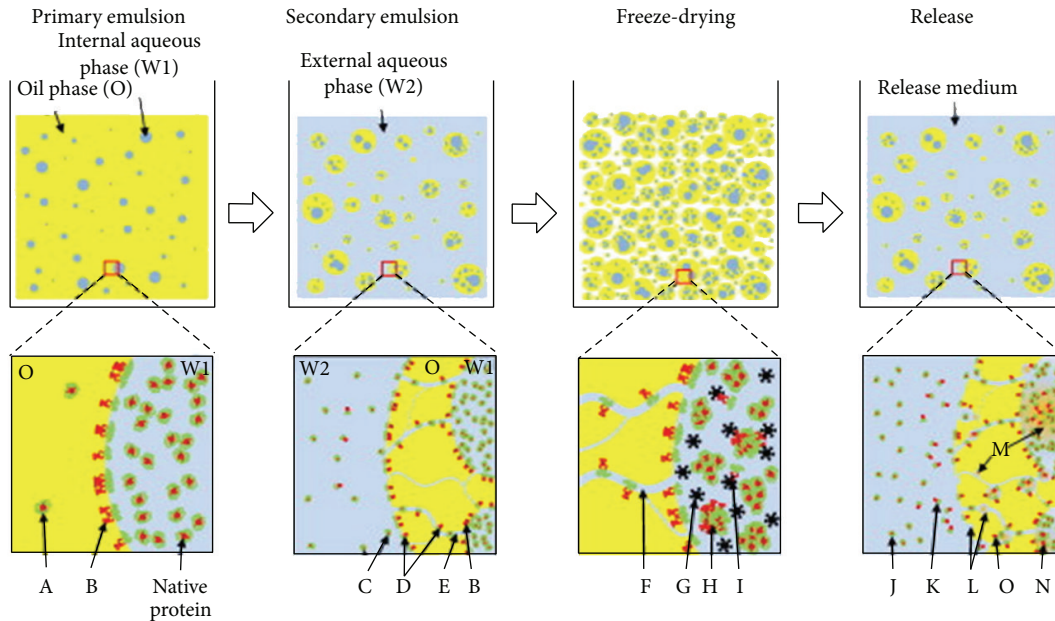 Primary emulsion
Internal aqueous
phase (W1)
Oil phase (O)
Secondary emulsion
External aqueous
phase (W2)
Freeze-drying
Release
Release medium
O
W1
W2
O
W1
M
A
B
Native
protein
C
D
E
B
F
G
H
I
J
K
L
O
N